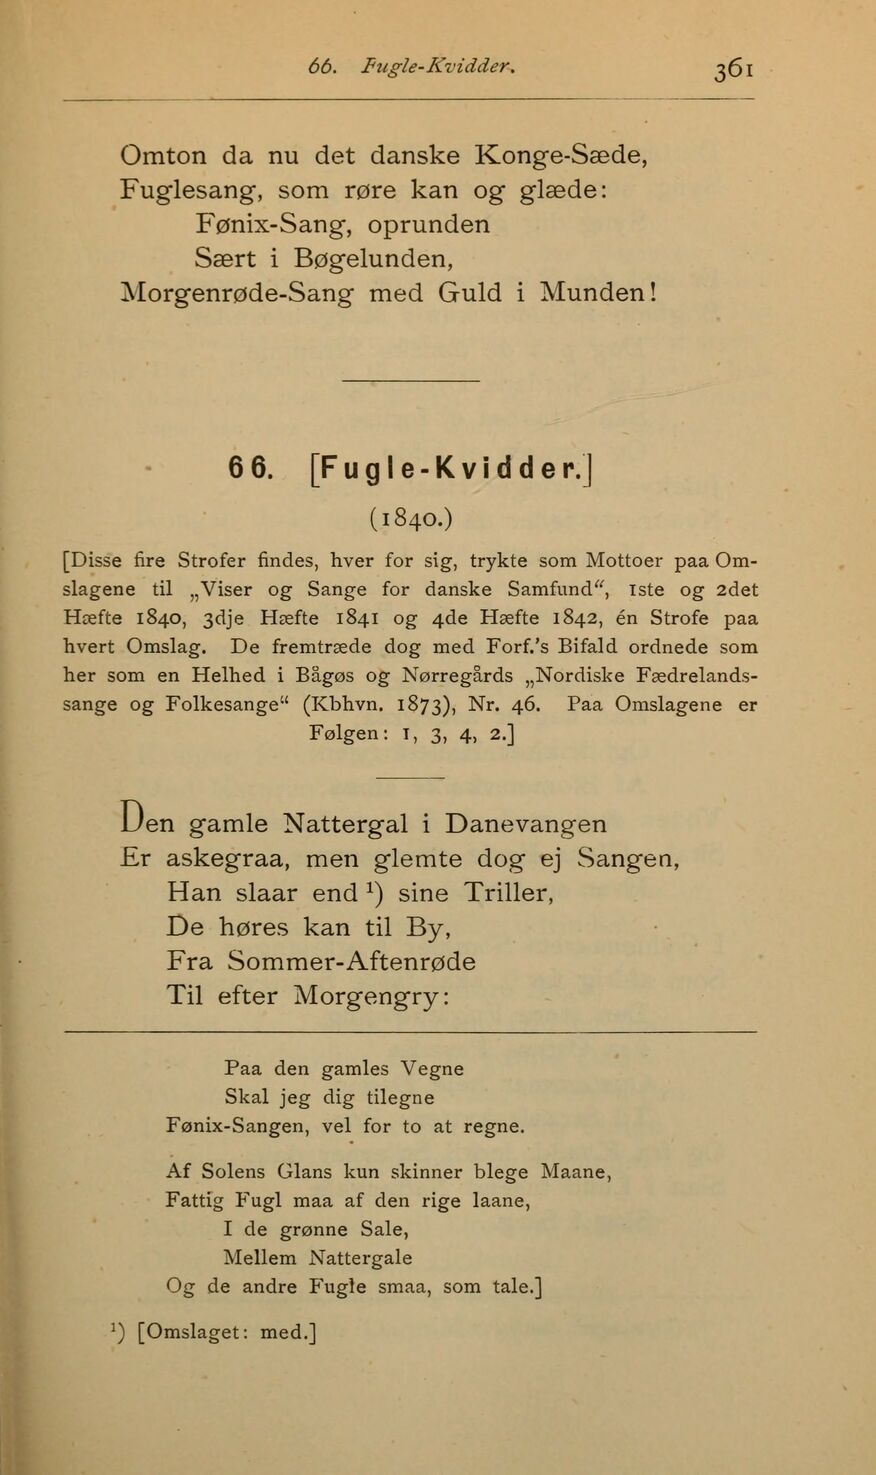 66. Fugle-Kvidder. 361
Omton da nu det danske Konge-Sæde,
Fuglesang, som røre kan og glæde:
Fønix-Sang, oprunden
Sært i Bøgelunden,
Morgenrøde-Sang med Guld i Munden!
66. [Fugle-Kvidder.]
(1840.)
[Disse fire Strofer findes, hver for sig, trykte som Mottoer paa Om-
slagene til „Viser og Sange for danske Samfund“, 1ste og 2det
Hæfte 1840, 3dje Hæfte 1841 og 4de Hæfte 1842, én Strofe paa
hvert Omslag. De fremtræde dog med Forf.'s Bifald ordnede som
her som en Helhed i Bågøs og Nørregårds „Nordiske Fædrelands-
sange og Folkesange“ (Kbhvn. 1873), Nr. 46. Paa Omslagene er
Følgen: 1, 3, 4, 2.]
Den gamle Nattergal i Danevangen
Er askegraa, men glemte dog ej Sangen,
Han slaar end ¹) sine Triller,
De høres kan til By,
Fra Sommer-Aftenrøde
Til efter Morgengry:
Paa den gamles Vegne
Skal jeg dig tilegne
Fønix-Sangen, vel for to at regne.
Af Solens Glans kun skinner blege Maane,
Fattig Fugl maa af den rige laane,
I de grønne Sale,
Mellem Nattergale
Og de andre Fugle smaa, som tale.]
¹) [Omslaget: med.]